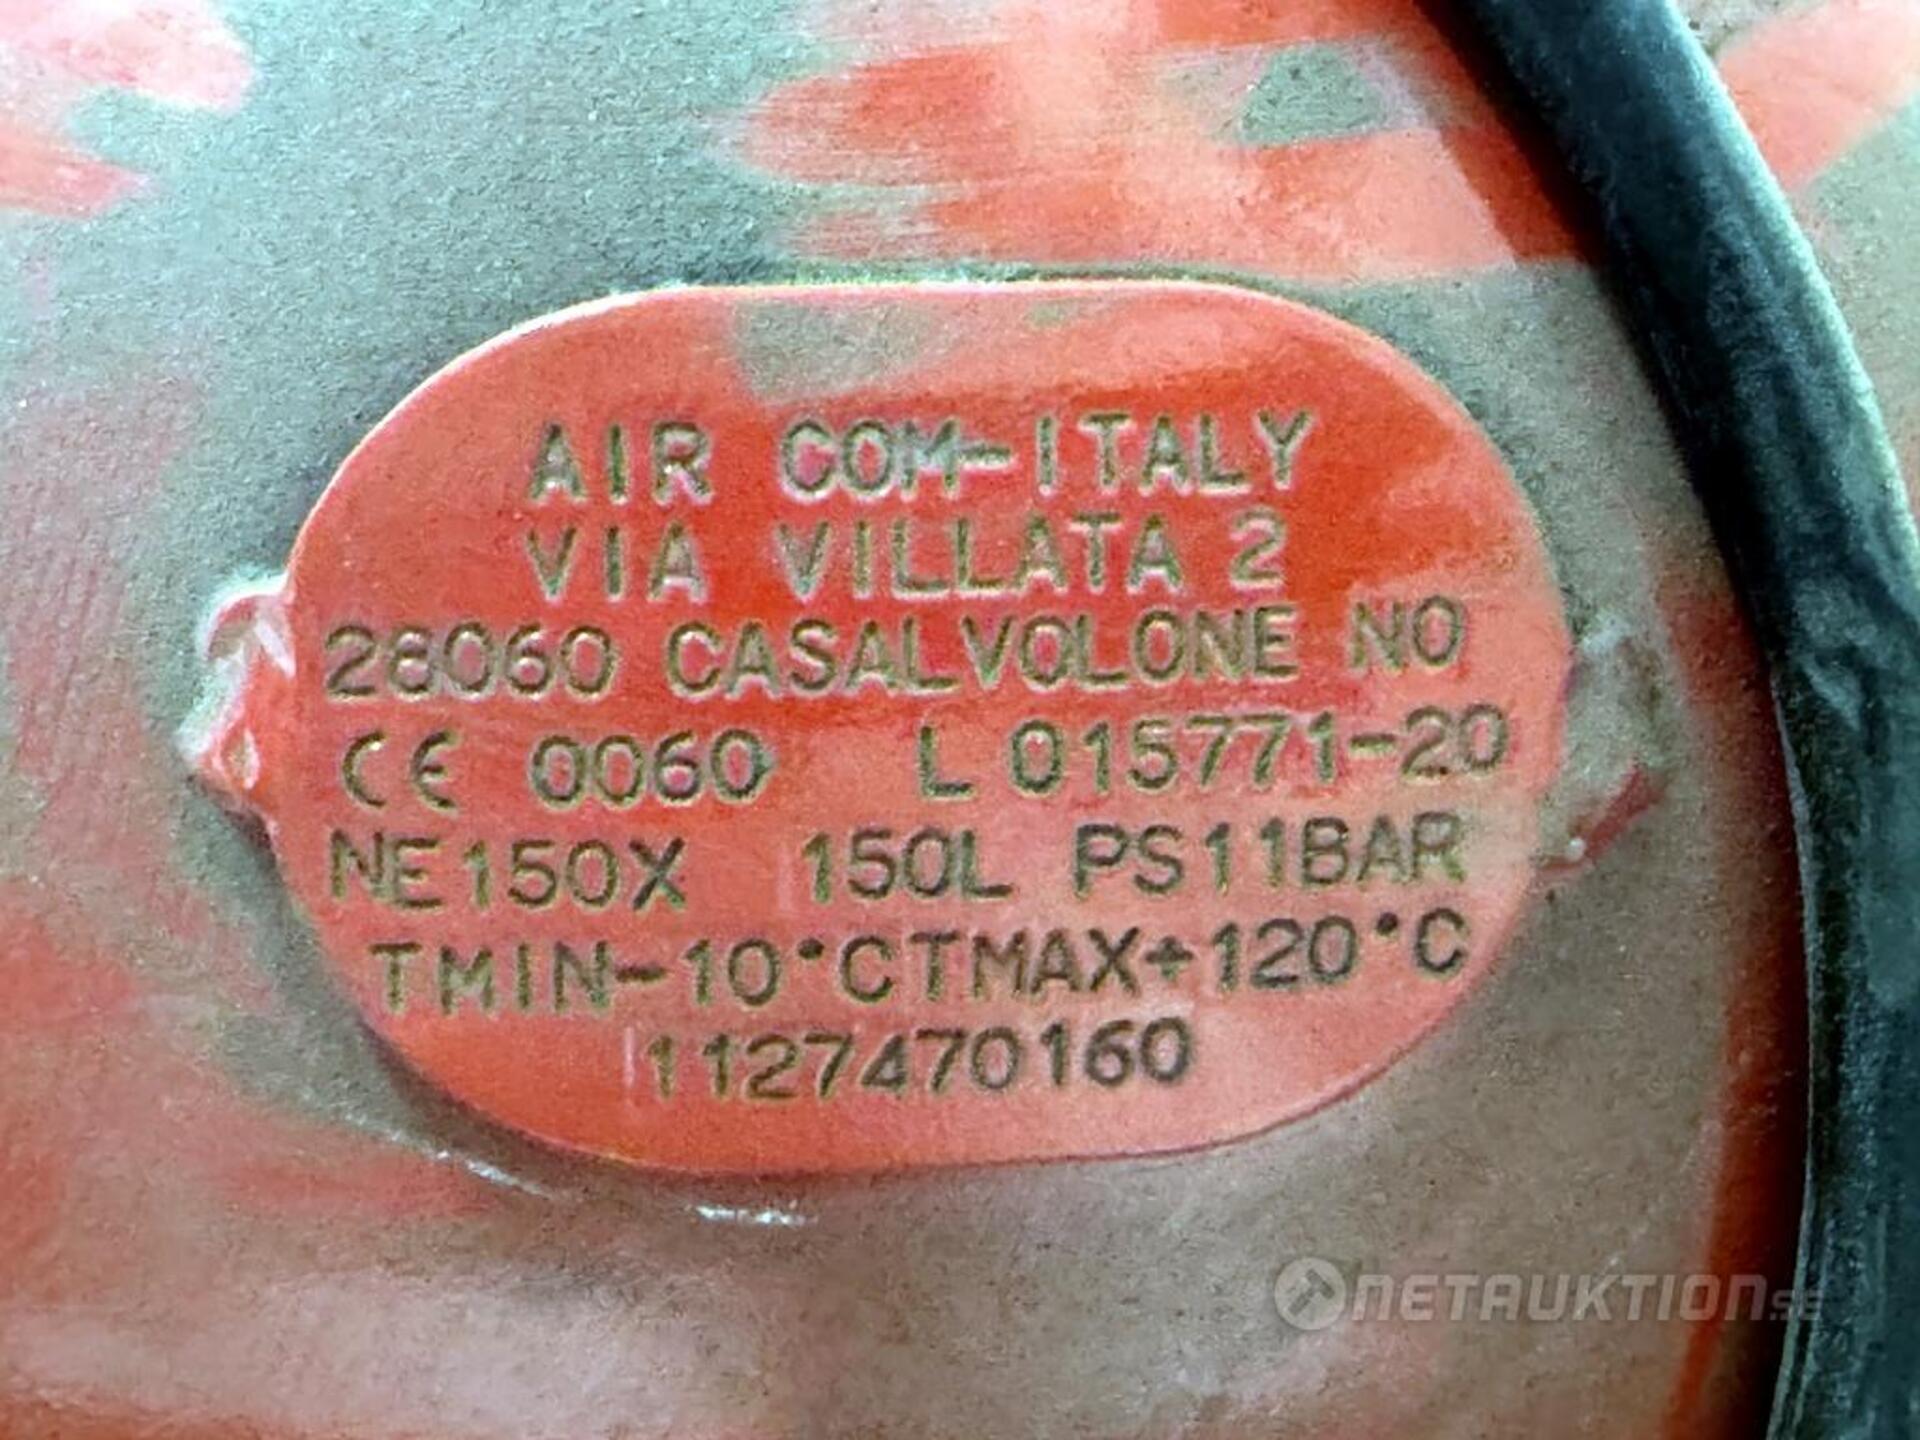 AIR COM-ITALY
VIA VILLATA 2
28060 CASALVOLONE NO
CE 0060 L 015771-20
NE150X 150L PS11BAR
TMIN-10°CTMAX+120°C
1127470160
NETAUKTION.SE